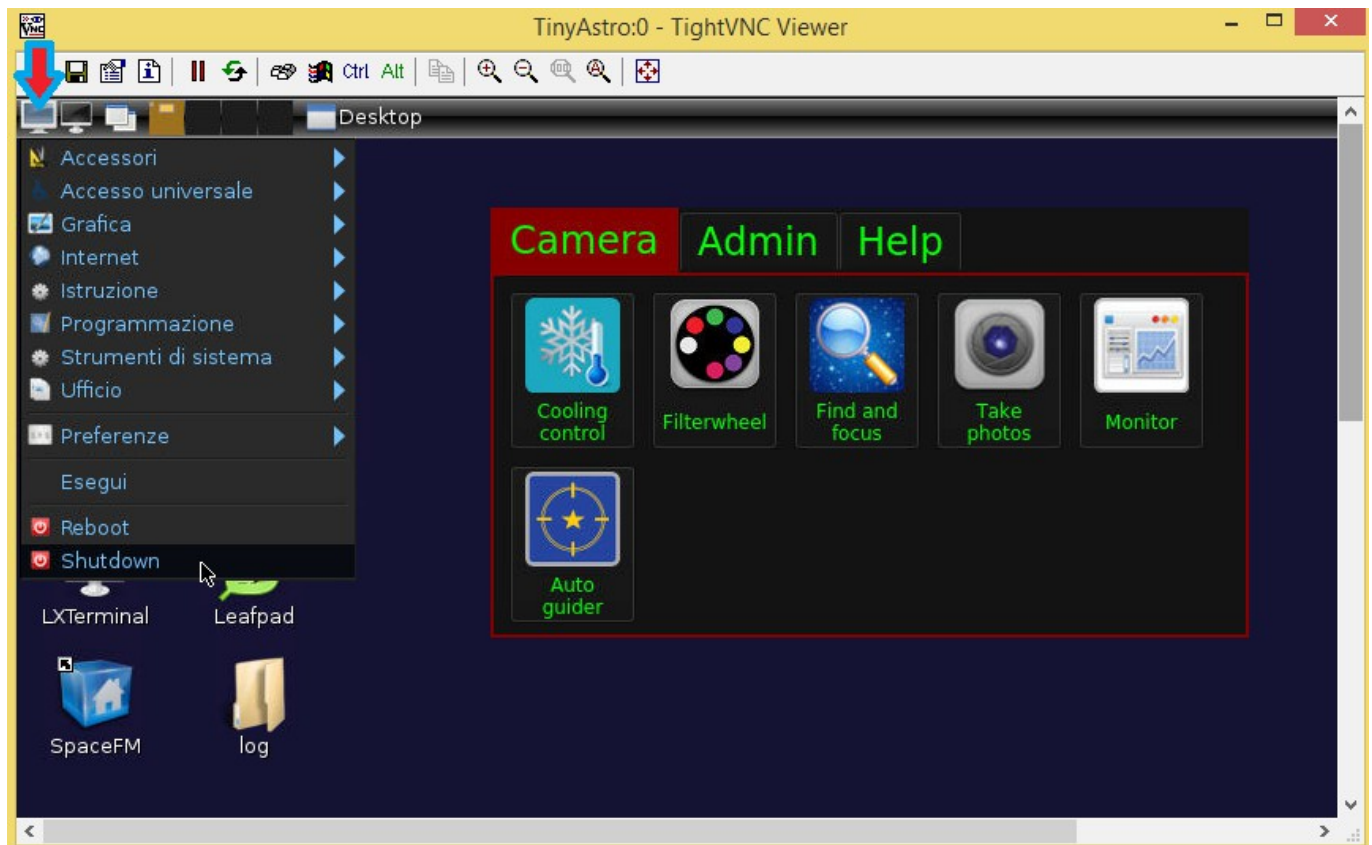 TinyAstro:0 - TightVNC Viewer
Ctrl Alt
Desktop
Accessori
Accesso universale
Grafica
Internet
Istruzione
Programmazione
Strumenti di sistema
Ufficio
Preferenze
Esegui
Reboot
Shutdown
Camera Admin Help
Cooling
control
Filterwheel
Find and
focus
Take
photos
Monitor
Auto
guider
LXTerminal
Leafpad
SpaceFM
log